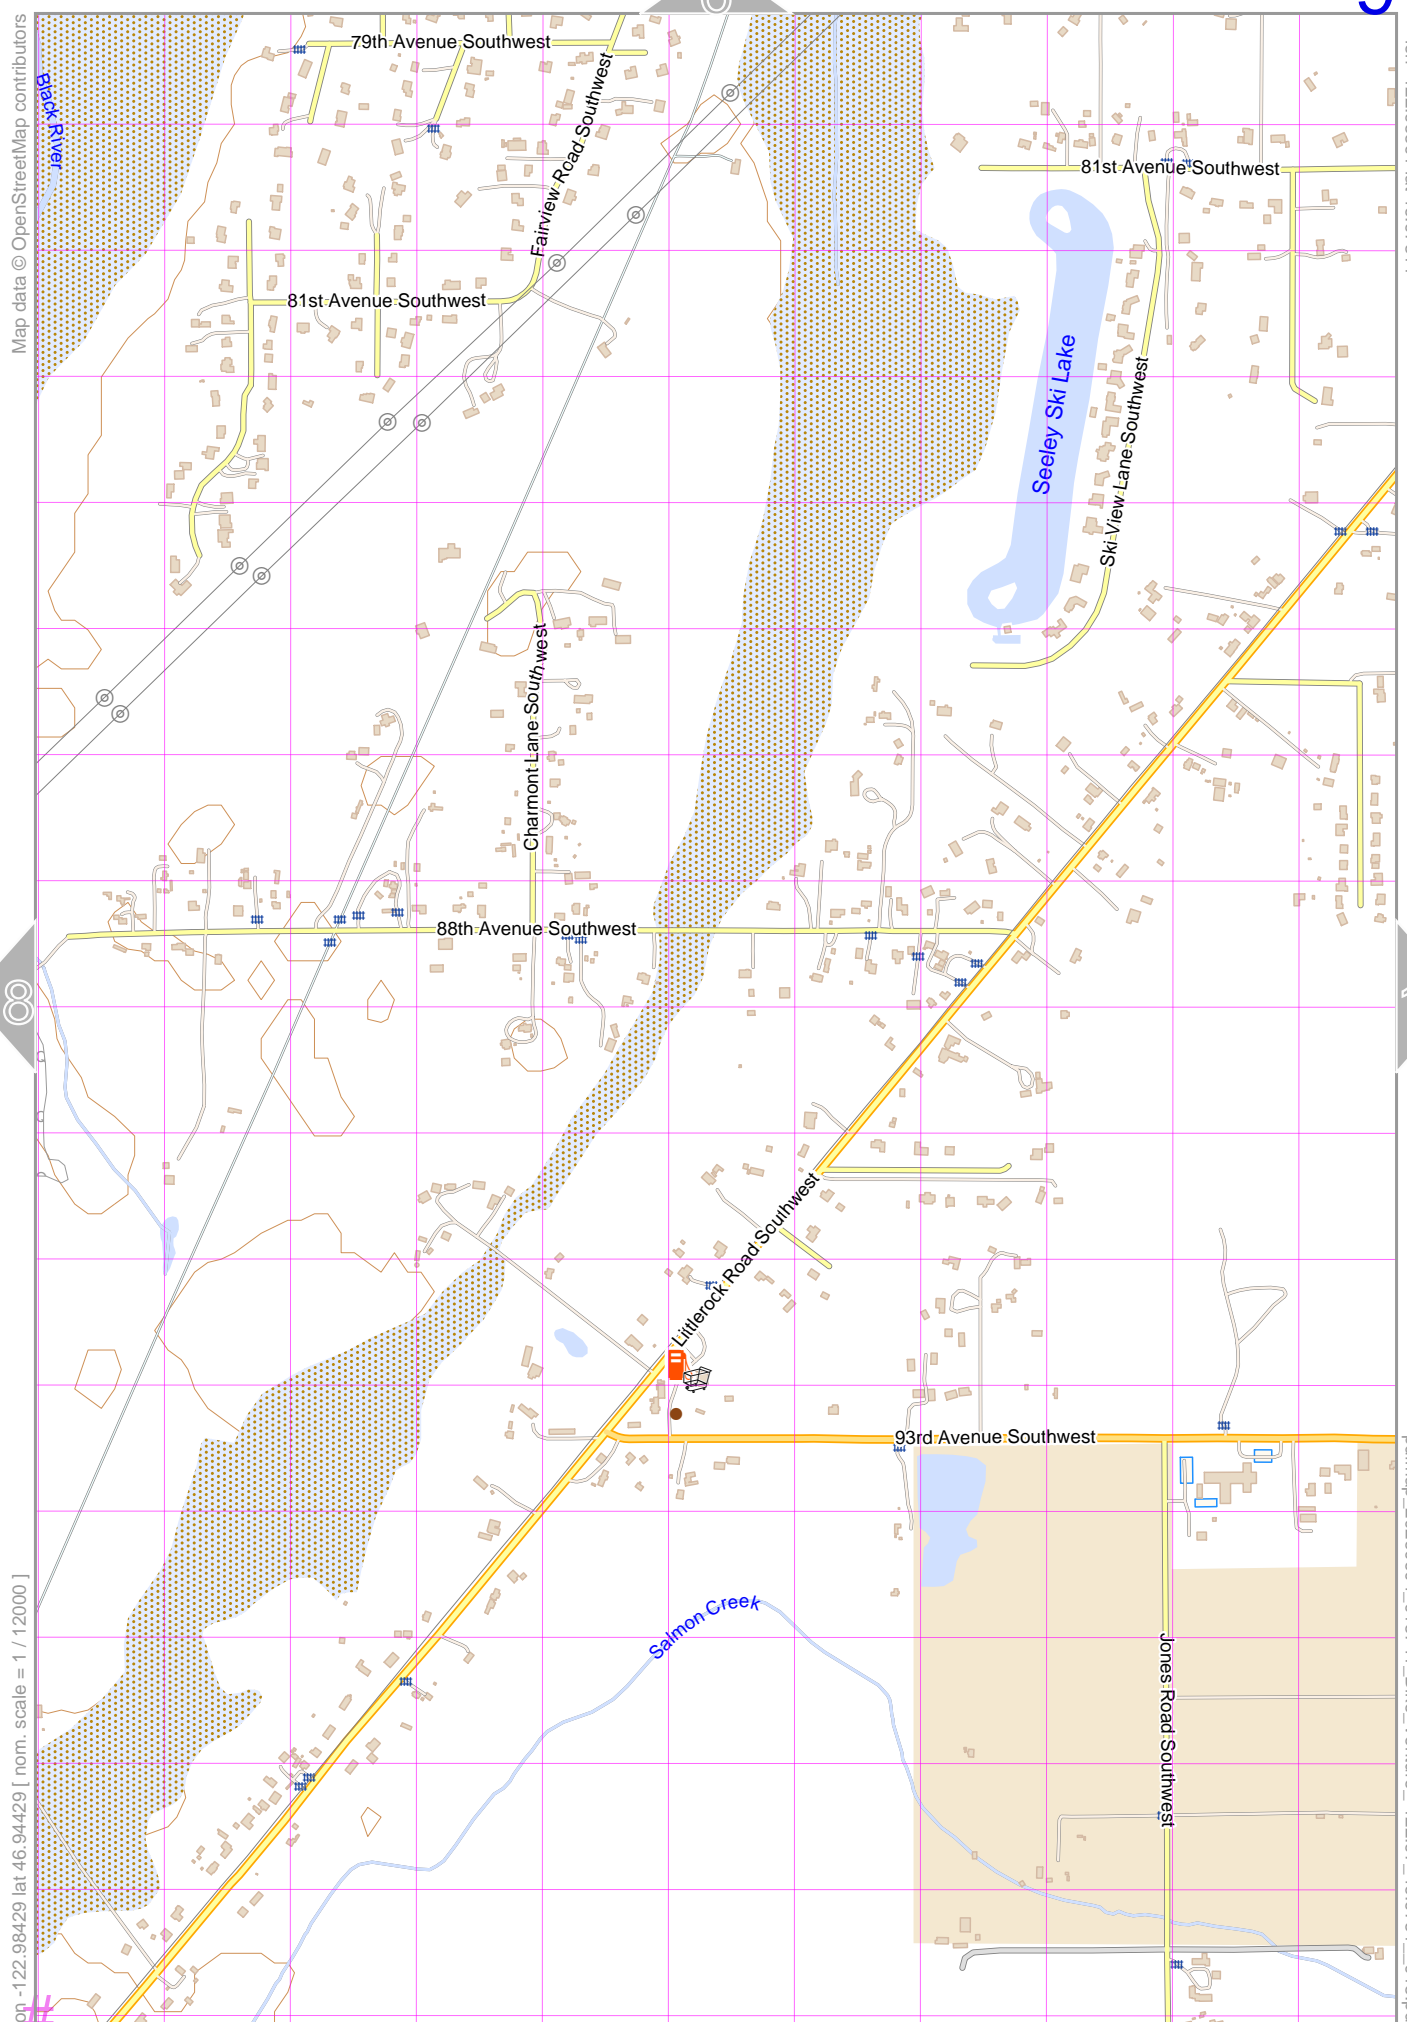 Map data © OpenStreetMap contributors
Black River
79th Avenue Southwest
Fairview Road Southwest
81st Avenue Southwest
81st Avenue Southwest
Seeley Ski Lake
Ski View Lane Southwest
Charmont Lane Southwest
88th Avenue Southwest
8
Littlerock Road Southwest
93rd Avenue Southwest
Salmon Creek
Jones Road Southwest
on -122.98429 lat 46.94429 [ nom. scale = 1 / 12000 ]
#